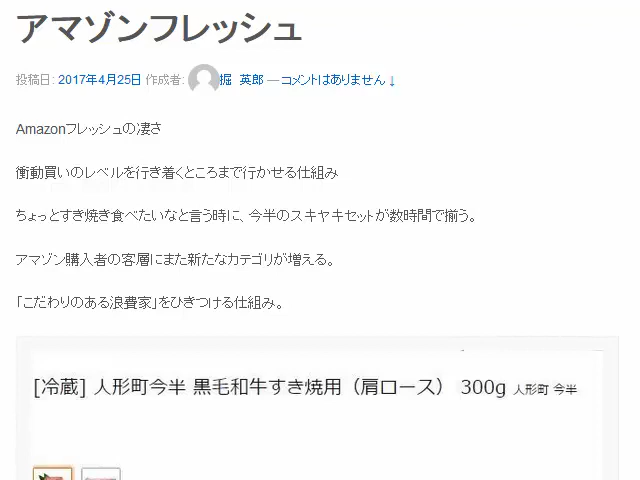 アマゾンフレッシュ
投稿日: 2017年4月25日 作成者: 堀 英郎 — コメントはありません ↓
Amazonフレッシュの凄さ
衝動買いのレベルを行き着くところまで行かせる仕組み
ちょっとすき焼き食べたいなと言う時に、今半のスキヤキセットが数時間で揃う。
アマゾン購入者の客層にまた新たなカテゴリが増える。
「こだわりのある浪費家」をひきつける仕組み。
[冷蔵] 人形町今半 黒毛和牛すき焼用（肩ロース） 300g 人形町 今半